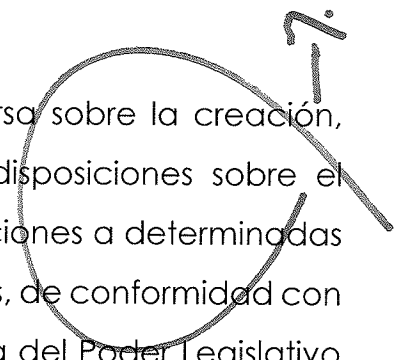 rsa sobre la creación,
disposiciones sobre el
ciones a determinadas
s, de conformidad con
a del Poder Legislativo